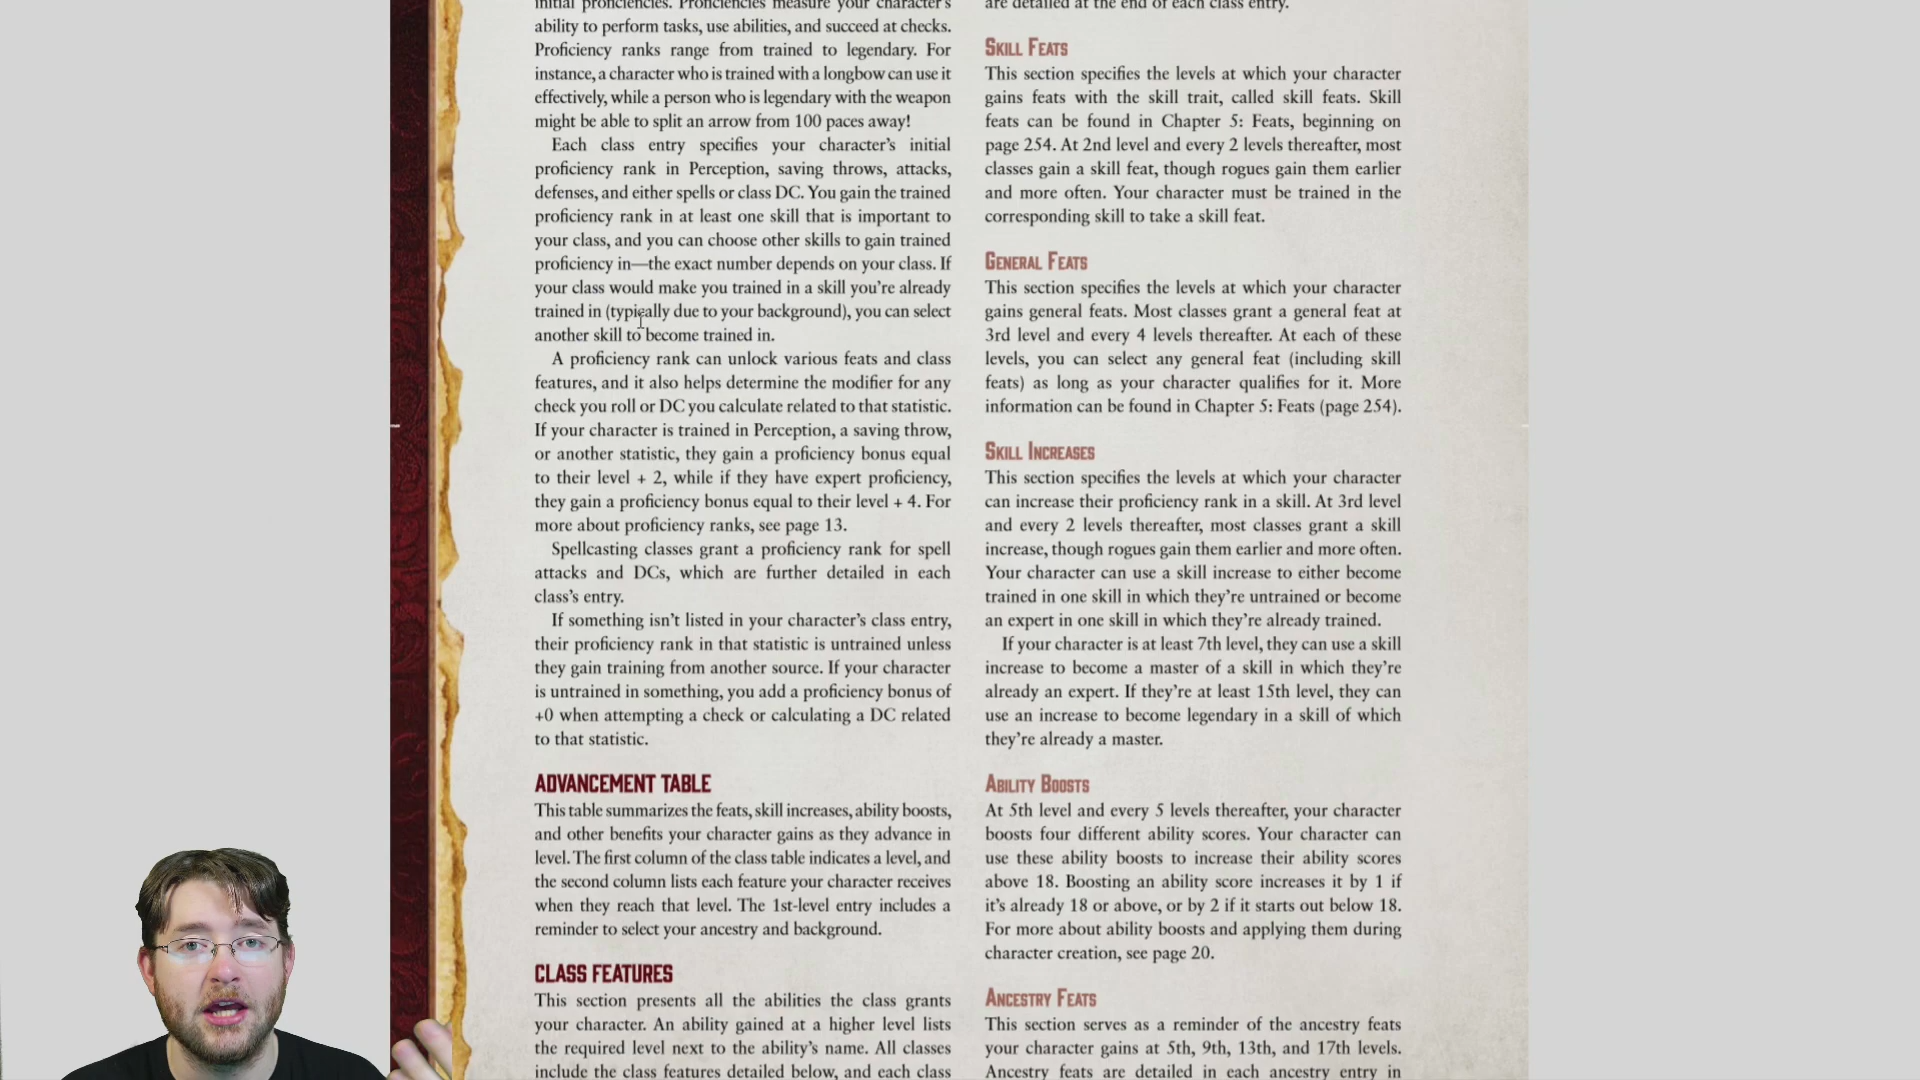 initial proficiencies. Proficiencies measure your character's
ability to perform tasks, use abilities, and succeed at checks.
Proficiency ranks range from trained to legendary. For
instance, a character who is trained with a longbow can use it
effectively, while a person who is legendary with the weapon
might be able to split an arrow from 100 paces away!
Each class entry specifies your character's initial
proficiency rank in Perception, saving throws, attacks,
defenses, and either spells or class DC. You gain the trained
proficiency rank in at least one skill that is important to
your class, and you can choose other skills to gain trained
proficiency in—the exact number depends on your class. If
your class would make you trained in a skill you're already
trained in (typically due to your background), you can select
another skill to become trained in.
A proficiency rank can unlock various feats and class
features, and it also helps determine the modifier for any
check you roll or DC you calculate related to that statistic.
If your character is trained in Perception, a saving throw,
or another statistic, they gain a proficiency bonus equal
to their level + 2, while if they have expert proficiency,
they gain a proficiency bonus equal to their level + 4. For
more about proficiency ranks, see page 13.
Spellcasting classes grant a proficiency rank for spell
attacks and DCs, which are further detailed in each
class's entry.
If something isn't listed in your character's class entry,
their proficiency rank in that statistic is untrained unless
they gain training from another source. If your character
is untrained in something, you add a proficiency bonus of
+0 when attempting a check or calculating a DC related
to that statistic.
ADVANCEMENT TABLE
This table summarizes the feats, skill increases, ability boosts,
and other benefits your character gains as they advance in
level. The first column of the class table indicates a level, and
the second column lists each feature your character receives
when they reach that level. The 1st-level entry includes a
reminder to select your ancestry and background.
CLASS FEATURES
This section presents all the abilities the class grants
your character. An ability gained at a higher level lists
the required level next to the ability's name. All classes
include the class features detailed below, and each class
are detailed at the end of each class entry.
SKILL FEATS
This section specifies the levels at which your character
gains feats with the skill trait, called skill feats. Skill
feats can be found in Chapter 5: Feats, beginning on
page 254. At 2nd level and every 2 levels thereafter, most
classes gain a skill feat, though rogues gain them earlier
and more often. Your character must be trained in the
corresponding skill to take a skill feat.
GENERAL FEATS
This section specifies the levels at which your character
gains general feats. Most classes grant a general feat at
3rd level and every 4 levels thereafter. At each of these
levels, you can select any general feat (including skill
feats) as long as your character qualifies for it. More
information can be found in Chapter 5: Feats (page 254).
SKILL INCREASES
This section specifies the levels at which your character
can increase their proficiency rank in a skill. At 3rd level
and every 2 levels thereafter, most classes grant a skill
increase, though rogues gain them earlier and more often.
Your character can use a skill increase to either become
trained in one skill in which they're untrained or become
an expert in one skill in which they're already trained.
If your character is at least 7th level, they can use a skill
increase to become a master of a skill in which they're
already an expert. If they're at least 15th level, they can
use an increase to become legendary in a skill of which
they're already a master.
ABILITY BOOSTS
At 5th level and every 5 levels thereafter, your character
boosts four different ability scores. Your character can
use these ability boosts to increase their ability scores
above 18. Boosting an ability score increases it by 1 if
it's already 18 or above, or by 2 if it starts out below 18.
For more about ability boosts and applying them during
character creation, see page 20.
ANCESTRY FEATS
This section serves as a reminder of the ancestry feats
your character gains at 5th, 9th, 13th, and 17th levels.
Ancestry feats are detailed in each ancestry entry in